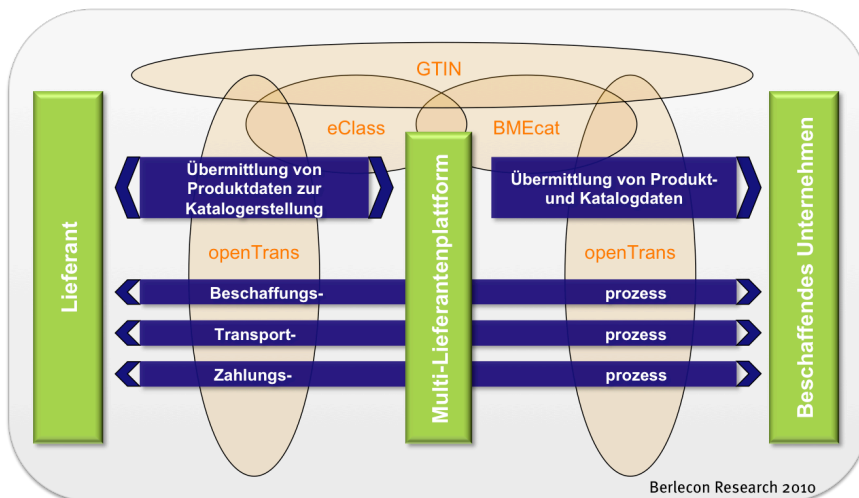 GTIN
eClass
BMEcat
Übermittlung von
Produktdaten zur
Katalogerstellung
Übermittlung von Produkt-
und Katalogdaten
Lieferant
Multi-Lieferantenplattform
Beschaffendes Unternehmen
openTrans
openTrans
Beschaffungs- prozess
Transport- prozess
Zahlungs- prozess
Berlecon Research 2010